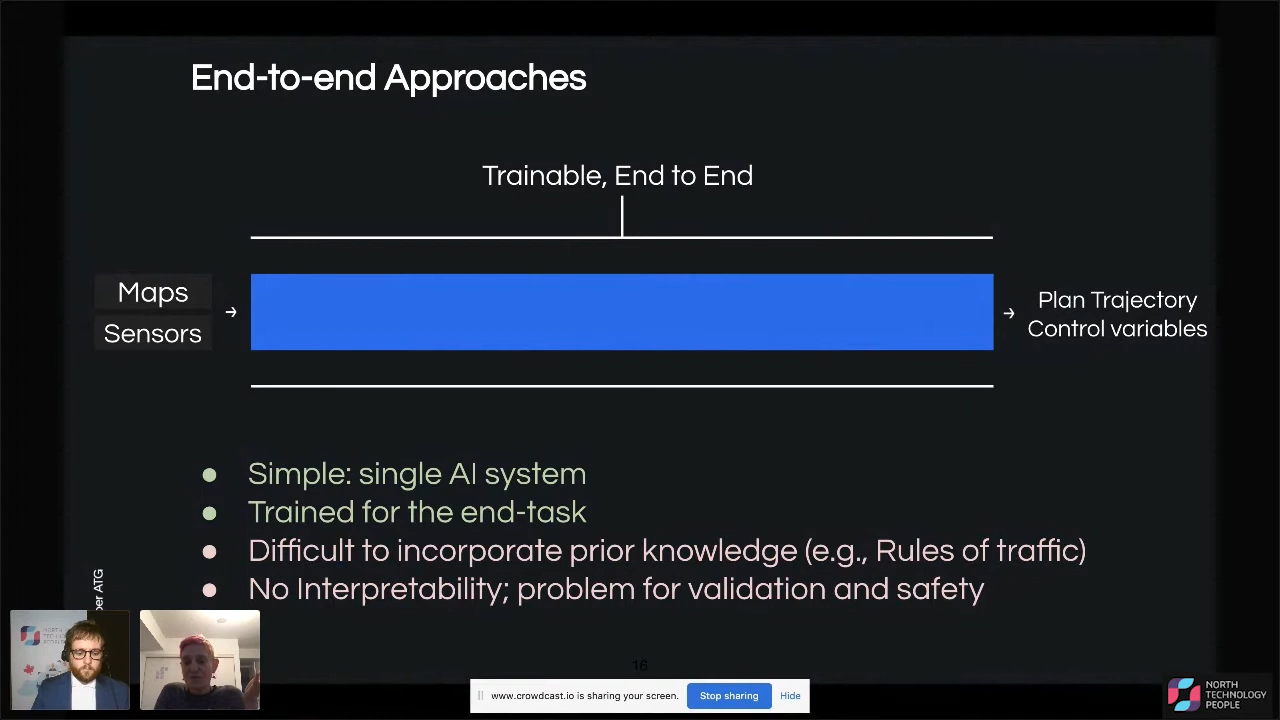 End-to-end Approaches
Trainable, End to End
Maps
Sensors
→
→
Plan Trajectory
Control variables
● Simple: single AI system
● Trained for the end-task
● Difficult to incorporate prior knowledge (e.g., Rules of traffic)
● No Interpretability; problem for validation and safety
ATG
16
www.crowdcast.io is sharing your screen.
Stop sharing
Hide
NORTH
TECHNOLOGY
PEOPLE